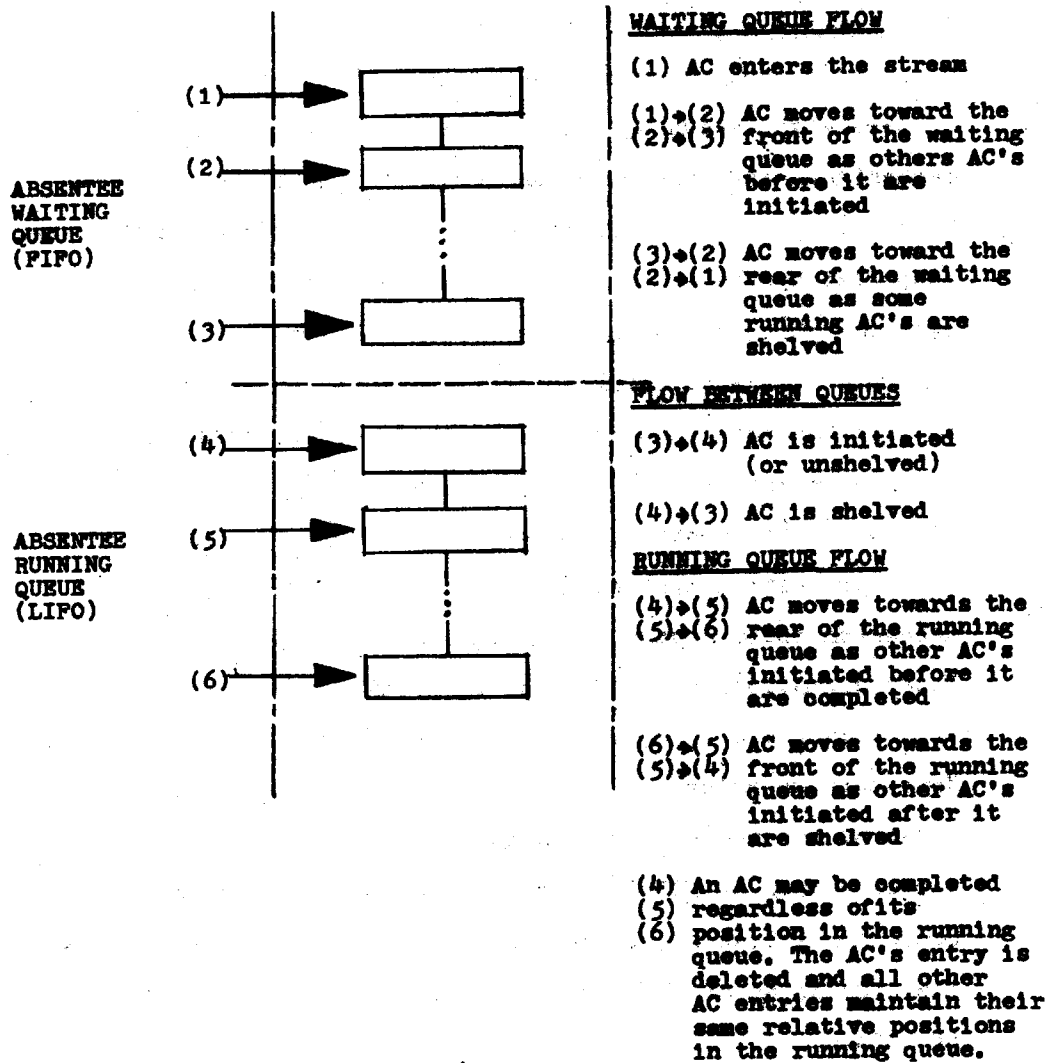 (1)
(2)
ABSENTEE
WAITING
QUEUE
(FIFO)
(3)
(4)
(5)
ABSENTEE
RUNNING
QUEUE
(LIFO)
(6)
WAITING QUEUE FLOW
(1) AC enters the stream
(1)→(2) AC moves toward the
(2)→(3) front of the waiting
queue as others AC's
before it are
initiated
(3)→(2) AC moves toward the
(2)→(1) rear of the waiting
queue as some
running AC's are
shelved
FLOW BETWEEN QUEUES
(3)→(4) AC is initiated
(or unshelved)
(4)→(3) AC is shelved
RUNNING QUEUE FLOW
(4)→(5) AC moves towards the
(5)→(6) rear of the running
queue as other AC's
initiated before it
are completed
(6)→(5) AC moves towards the
(5)→(4) front of the running
queue as other AC's
initiated after it
are shelved
(4) An AC may be completed
(5) regardless ofits
(6) position in the running
queue. The AC's entry is
deleted and all other
AC entries maintain their
same relative positions
in the running queue.